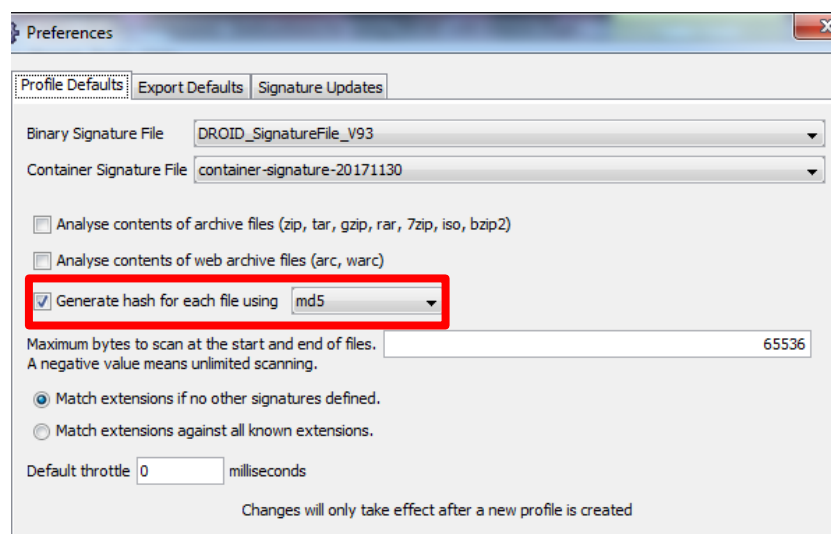 Preferences
Profile Defaults Export Defaults Signature Updates
Binary Signature File DROID_SignatureFile_V93
Container Signature File container-signature-20171130
Analyse contents of archive files (zip, tar, gzip, rar, 7zip, iso, bzip2)
Analyse contents of web archive files (arc, warc)
Generate hash for each file using md5
Maximum bytes to scan at the start and end of files. 65536
A negative value means unlimited scanning.
Match extensions if no other signatures defined.
Match extensions against all known extensions.
Default throttle 0 milliseconds
Changes will only take effect after a new profile is created